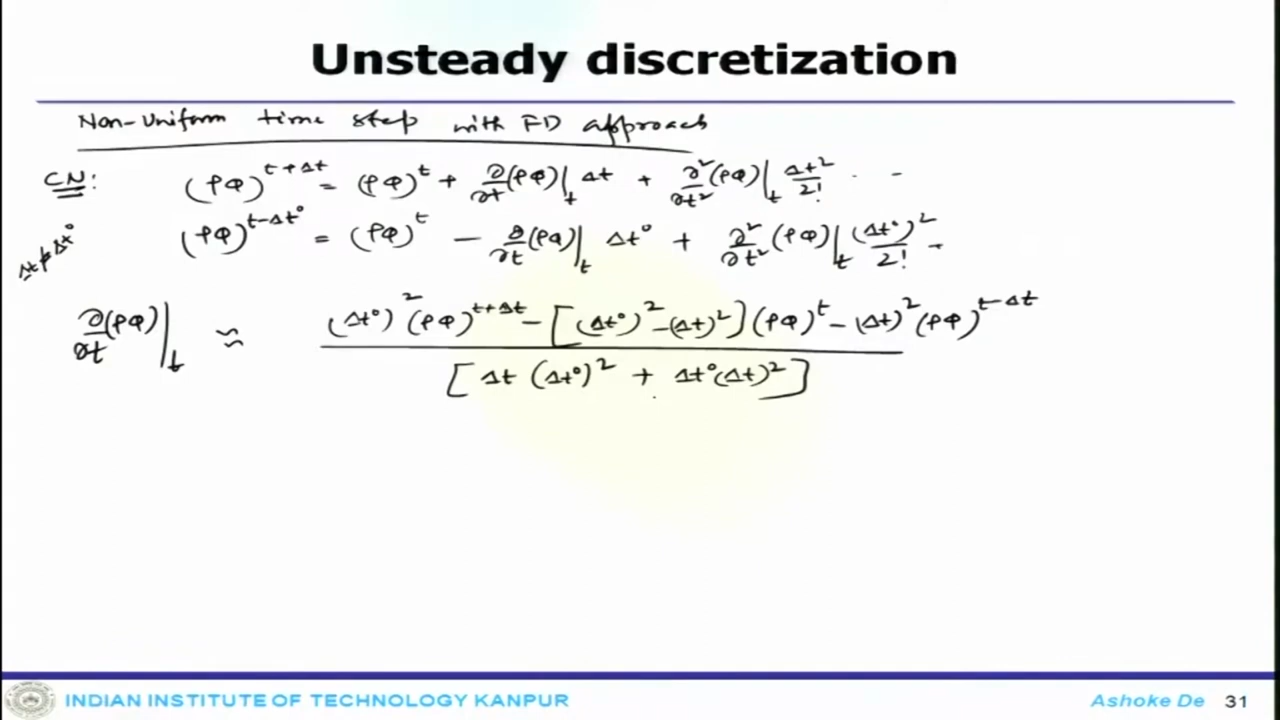 Unsteady discretization
Non-Uniform time step with FD approach
CN: (ρφ)^{t+Δt} = (ρφ)^t + ∂/∂t(ρφ)|_t Δt + ∂²/∂t²(ρφ)|_t Δt²/2! . . -
Δt≠Δt° (ρφ)^{t-Δt°} = (ρφ)^t - ∂/∂t(ρφ)|_t Δt° + ∂²/∂t²(ρφ)|_t (Δt°)²/2! -
∂/∂t(ρφ)|_t ≈ (Δt°)²(ρφ)^{t+Δt} - [(Δt°)² - (Δt)²](ρφ)^t - (Δt)²(ρφ)^{t-Δt}
[Δt(Δt°)² + Δt°(Δt)²]
INDIAN INSTITUTE OF TECHNOLOGY KANPUR
Ashoke De 31